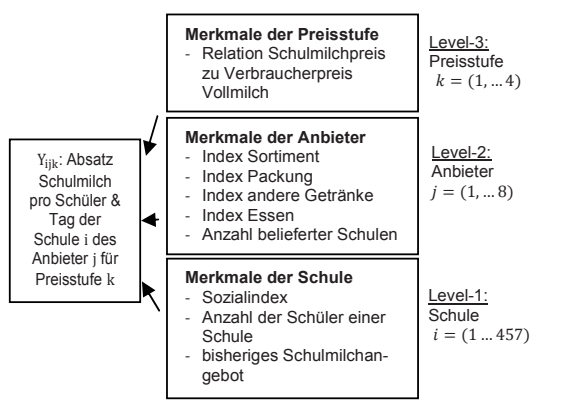 Merkmale der Preisstufe
- Relation Schulmilchpreis
zu Verbraucherpreis
Vollmilch
Level-3:
Preisstufe
k = (1, … 4)
Y_ijk: Absatz
Schulmilch
pro Schüler &
Tag der
Schule i des
Anbieter j für
Preisstufe k
Merkmale der Anbieter
- Index Sortiment
- Index Packung
- Index andere Getränke
- Index Essen
- Anzahl belieferter Schulen
Level-2:
Anbieter
j = (1, … 8)
Merkmale der Schule
- Sozialindex
- Anzahl der Schüler einer
Schule
- bisheriges Schulmilchan-
gebot
Level-1:
Schule
i = (1 … 457)